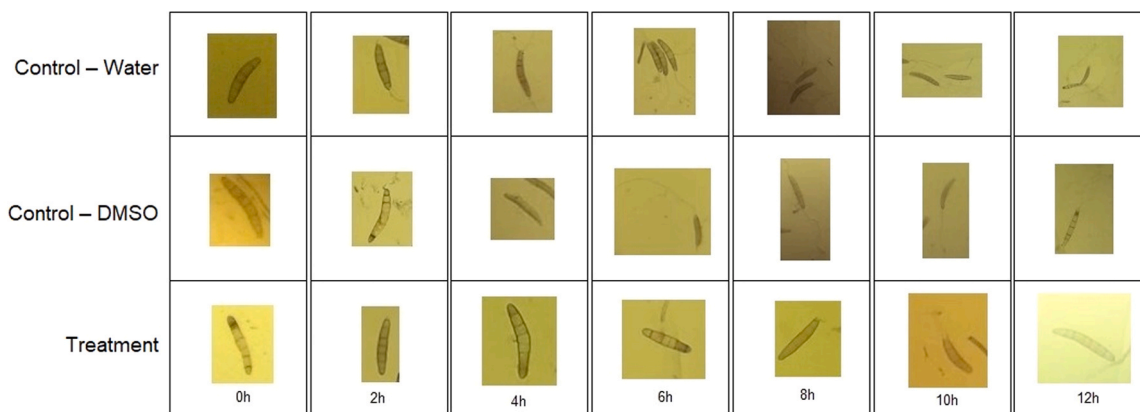 Control – Water
Control – DMSO
Treatment
0h
2h
4h
6h
8h
10h
12h